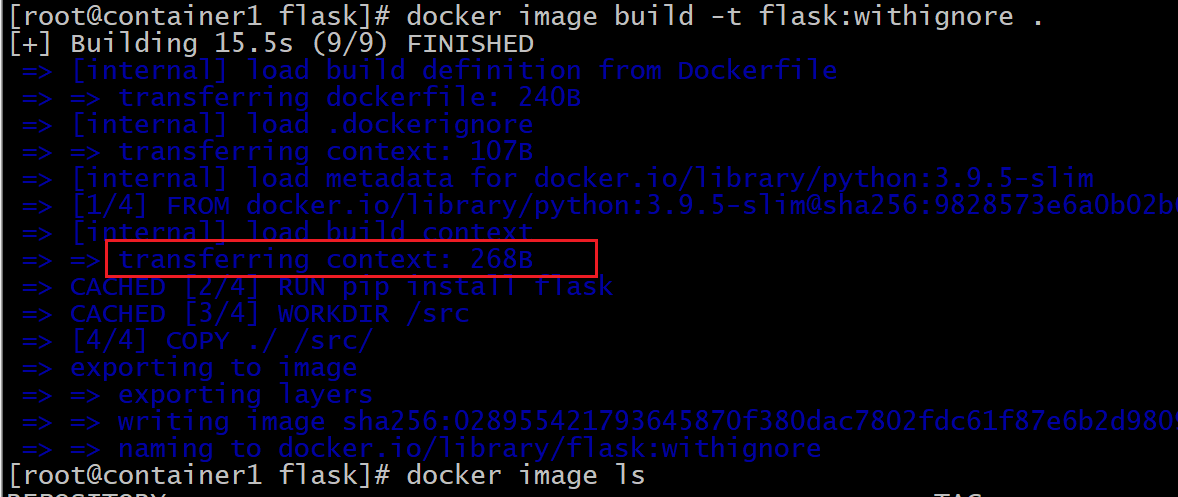 [root@container1 flask]# docker image build -t flask:withignore .
[+] Building 15.5s (9/9) FINISHED
=> [internal] load build definition from Dockerfile
=> => transferring dockerfile: 240B
=> [internal] load .dockerignore
=> => transferring context: 107B
=> [internal] load metadata for docker.io/library/python:3.9.5-slim
=> [1/4] FROM docker.io/library/python:3.9.5-slim@sha256:9828573e6a0b02b
=> [internal] load build context
=> => transferring context: 268B
=> CACHED [2/4] RUN pip install flask
=> CACHED [3/4] WORKDIR /src
=> [4/4] COPY ./ /src/
=> exporting to image
=> => exporting layers
=> => writing image sha256:028955421793645870f380dac7802fdc61f87e6b2d980
=> => naming to docker.io/library/flask:withignore
[root@container1 flask]# docker image ls
REPOSITORY TAG